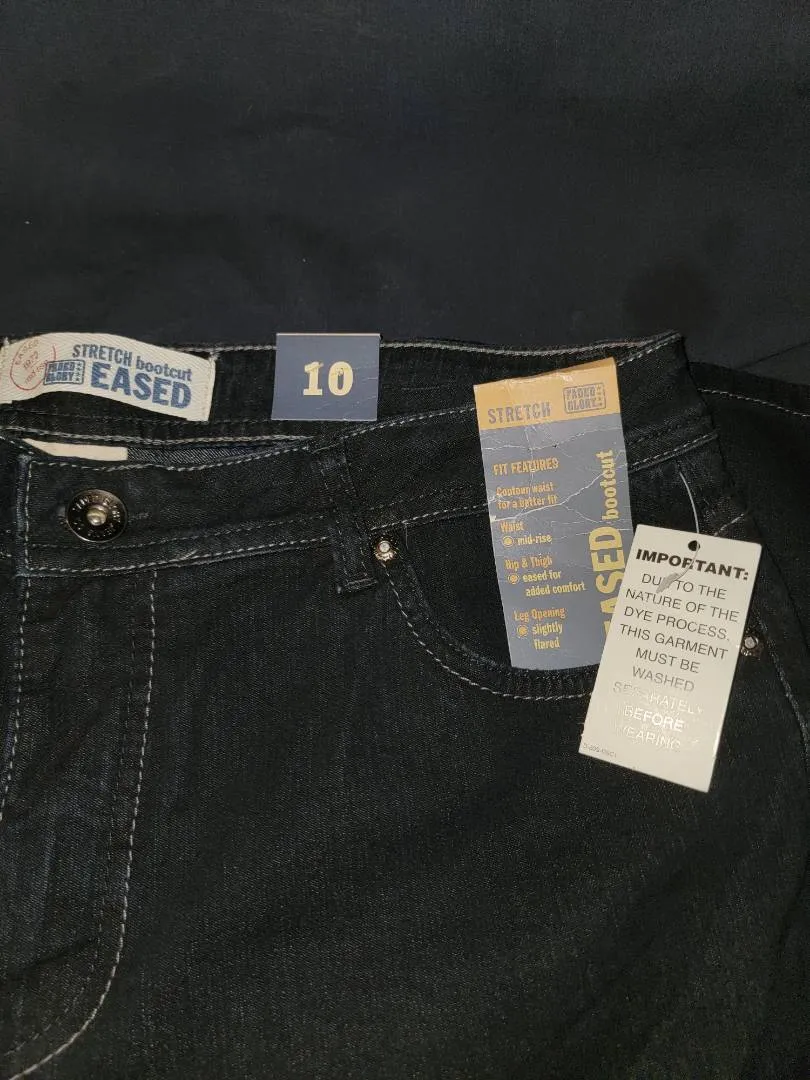 STRETCH bootcut
FADED
GLORY
EASED
1972
10
STRETCH
FADED
GLORY
FIT FEATURES
Contour waist
for a better fit
Waist
mid-rise
Hip & Thigh
eased for
added comfort
Leg Opening
slightly
flared
EASED bootcut
IMPORTANT:
DUE TO THE
NATURE OF THE
DYE PROCESS,
THIS GARMENT
MUST BE
WASHED
SEPARATELY
BEFORE
WEARING